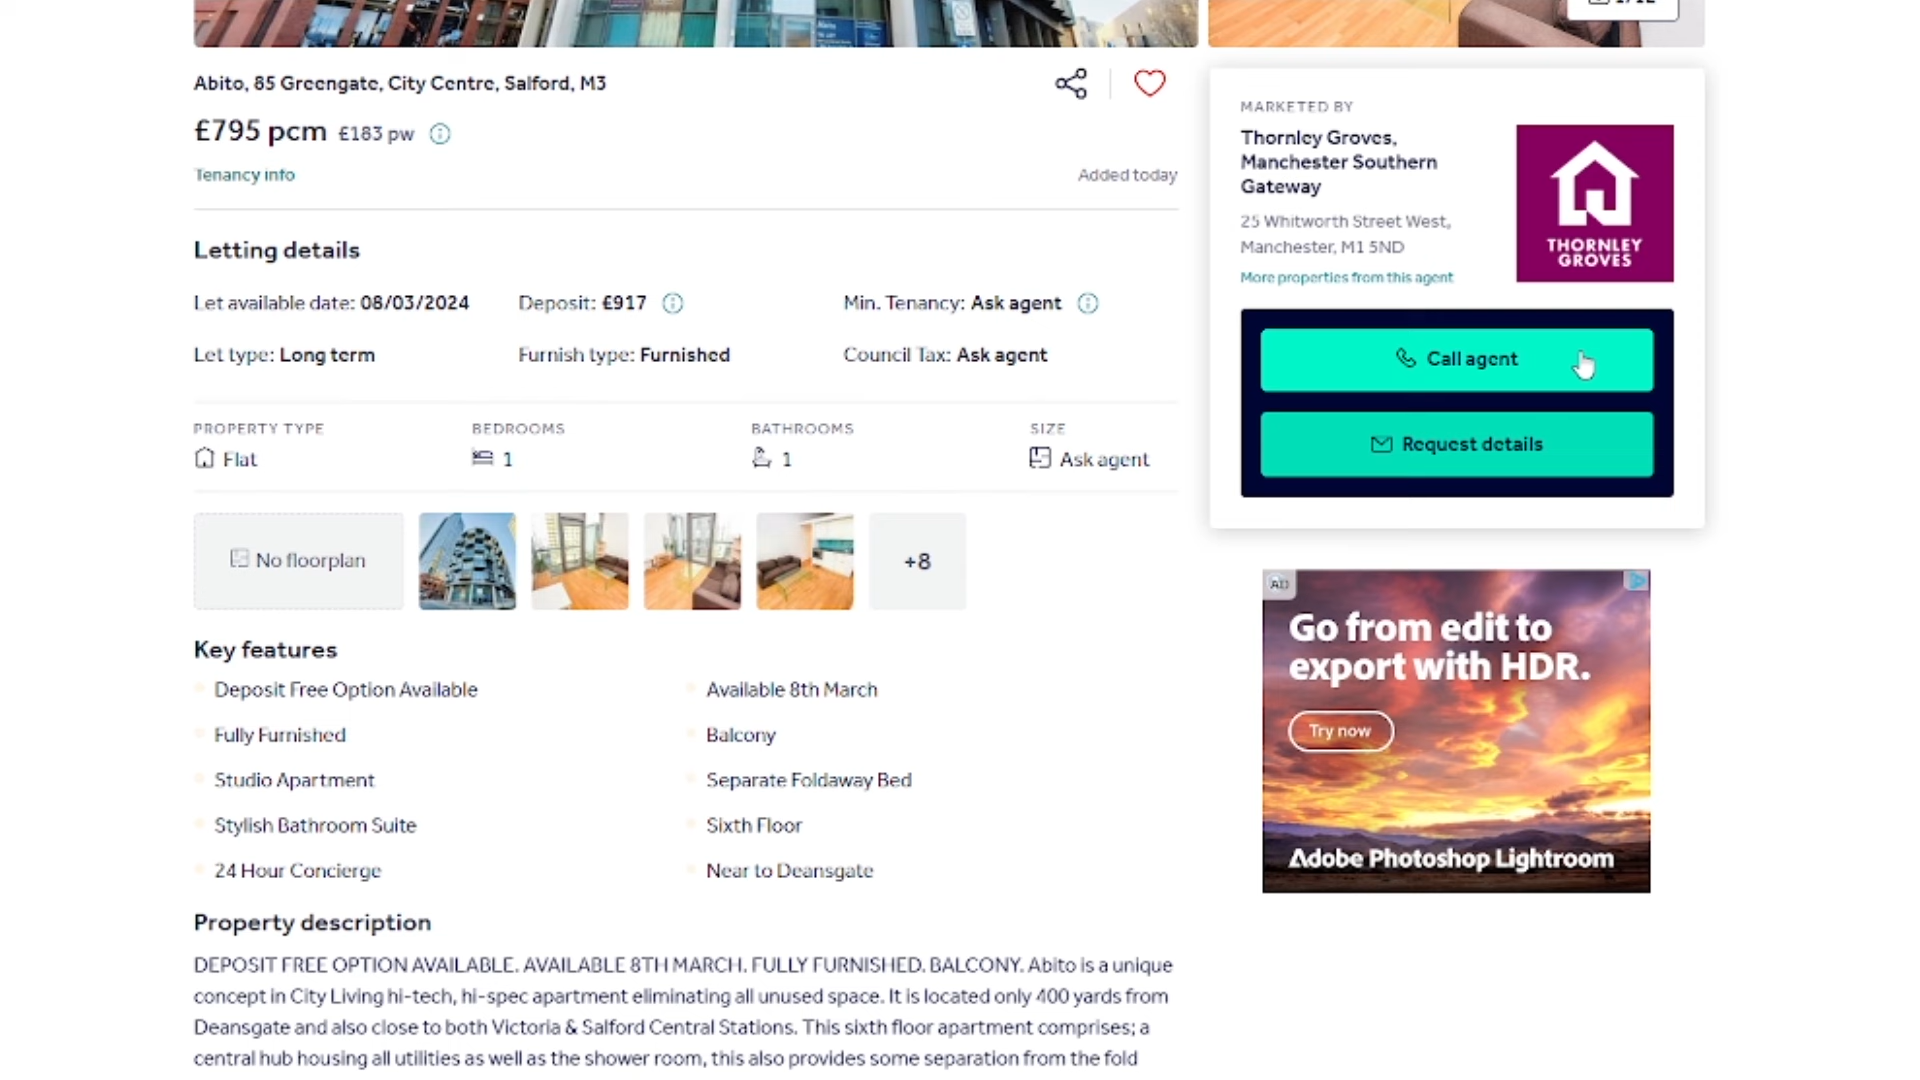 Abito, 85 Greengate, City Centre, Salford, M3
£795 pcm £183 pw
Tenancy info
Added today
Letting details
Let available date: 08/03/2024
Deposit: £917
Min. Tenancy: Ask agent
Let type: Long term
Furnish type: Furnished
Council Tax: Ask agent
PROPERTY TYPE
BEDROOMS
BATHROOMS
SIZE
Flat
1
1
Ask agent
No floorplan
+8
Key features
Deposit Free Option Available
Available 8th March
Fully Furnished
Balcony
Studio Apartment
Separate Foldaway Bed
Stylish Bathroom Suite
Sixth Floor
24 Hour Concierge
Near to Deansgate
Property description
DEPOSIT FREE OPTION AVAILABLE. AVAILABLE 8TH MARCH. FULLY FURNISHED. BALCONY. Abito is a unique
concept in City Living hi-tech, hi-spec apartment eliminating all unused space. It is located only 400 yards from
Deansgate and also close to both Victoria & Salford Central Stations. This sixth floor apartment comprises; a
central hub housing all utilities as well as the shower room, this also provides some separation from the fold
MARKETED BY
Thornley Groves,
Manchester Southern
Gateway
25 Whitworth Street West,
Manchester, M1 5ND
More properties from this agent
THORNLEY
GROVES
Call agent
Request details
AD
Go from edit to
export with HDR.
Try now
Adobe Photoshop Lightroom